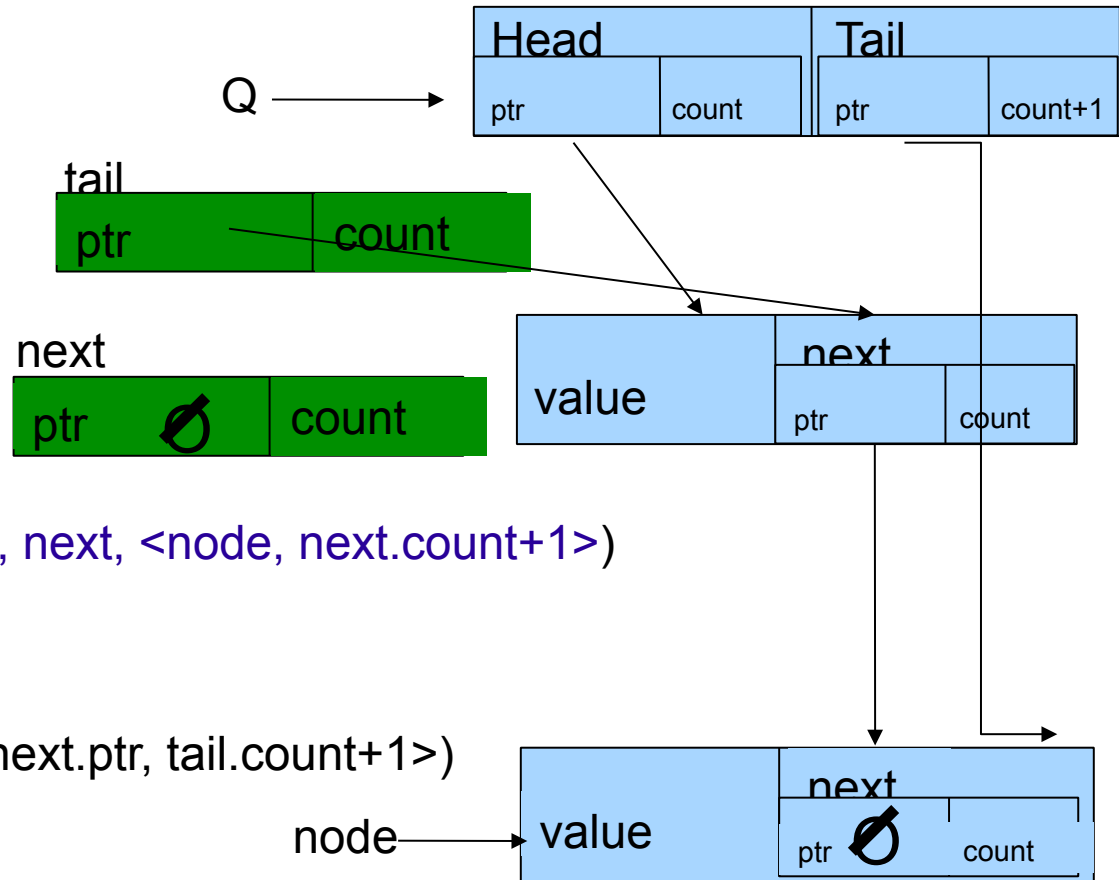 Head Tail
Q
ptr count ptr count+1
tail
ptr count
next
ptr count
next
value
ptr count
, next, <node, next.count+1>)
next.ptr, tail.count+1>)
next
node value
ptr count